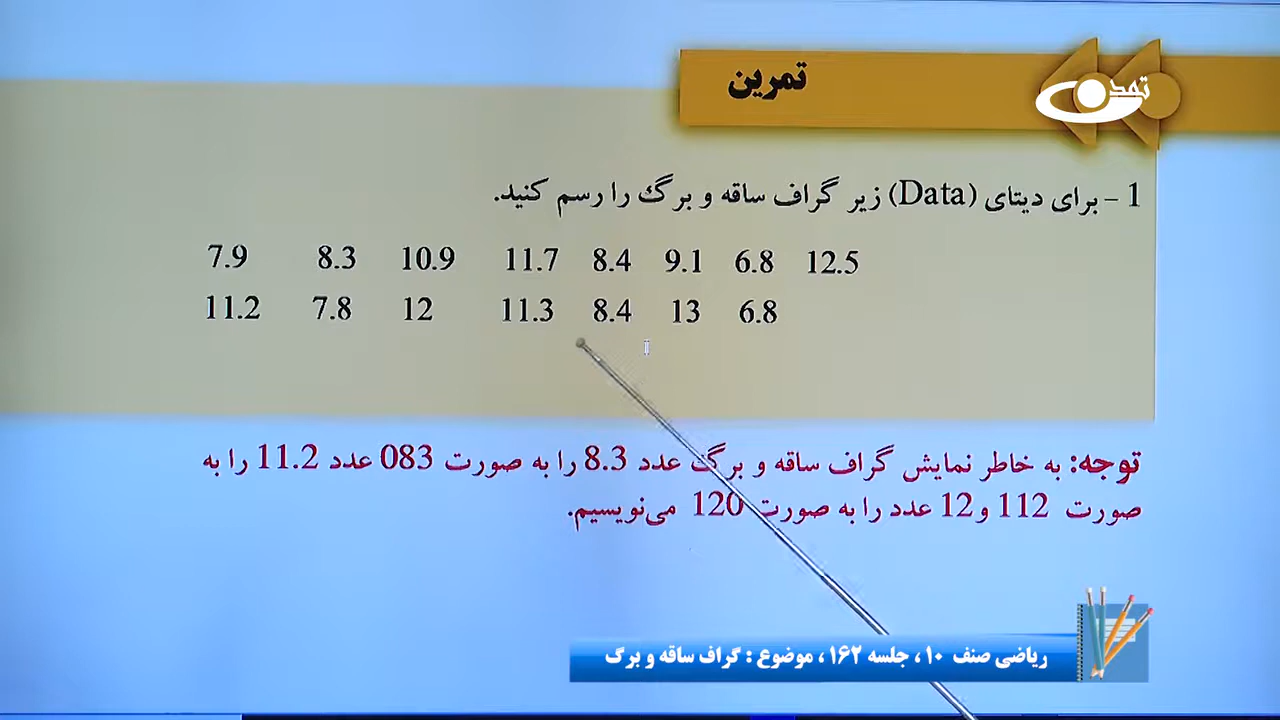 تمدن
تمرین
1 – برای دیتای (Data) زیر گراف ساقه و برگ را رسم کنید.
7.9 8.3 10.9 11.7 8.4 9.1 6.8 12.5
11.2 7.8 12 11.3 8.4 13 6.8
توجه: به خاطر نمایش گراف ساقه و برگ عدد 8.3 را به صورت 083 عدد 11.2 را به
صورت 112 و 12 عدد را به صورت 120 می‌نویسیم.
ریاضی صنف ۱۰، جلسه ۱۶۲، موضوع : گراف ساقه و برگ